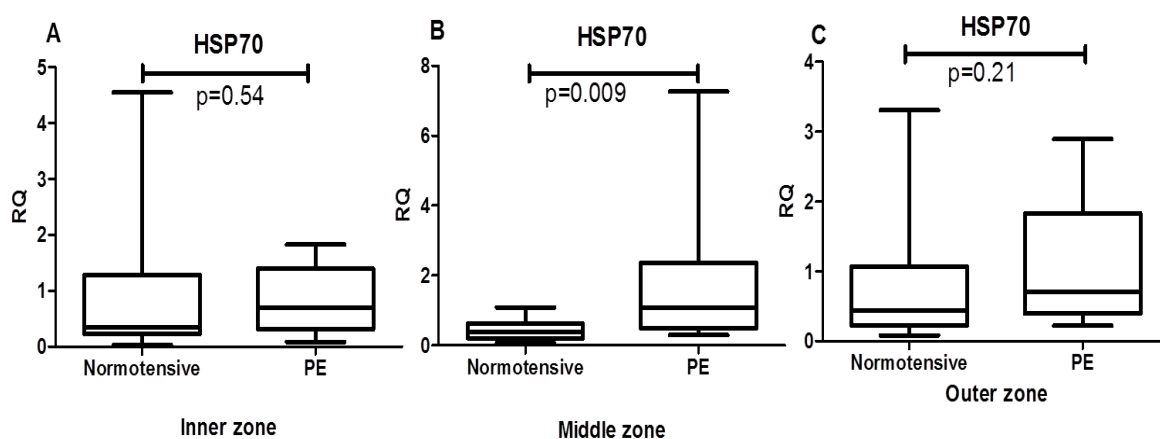 A
HSP70
p=0.54
5
4
3
2
1
0
RQ
Normotensive PE
Inner zone
B
HSP70
p=0.009
8
6
4
2
0
RQ
Normotensive PE
Middle zone
C
HSP70
p=0.21
4
3
2
1
0
RQ
Normotensive PE
Outer zone